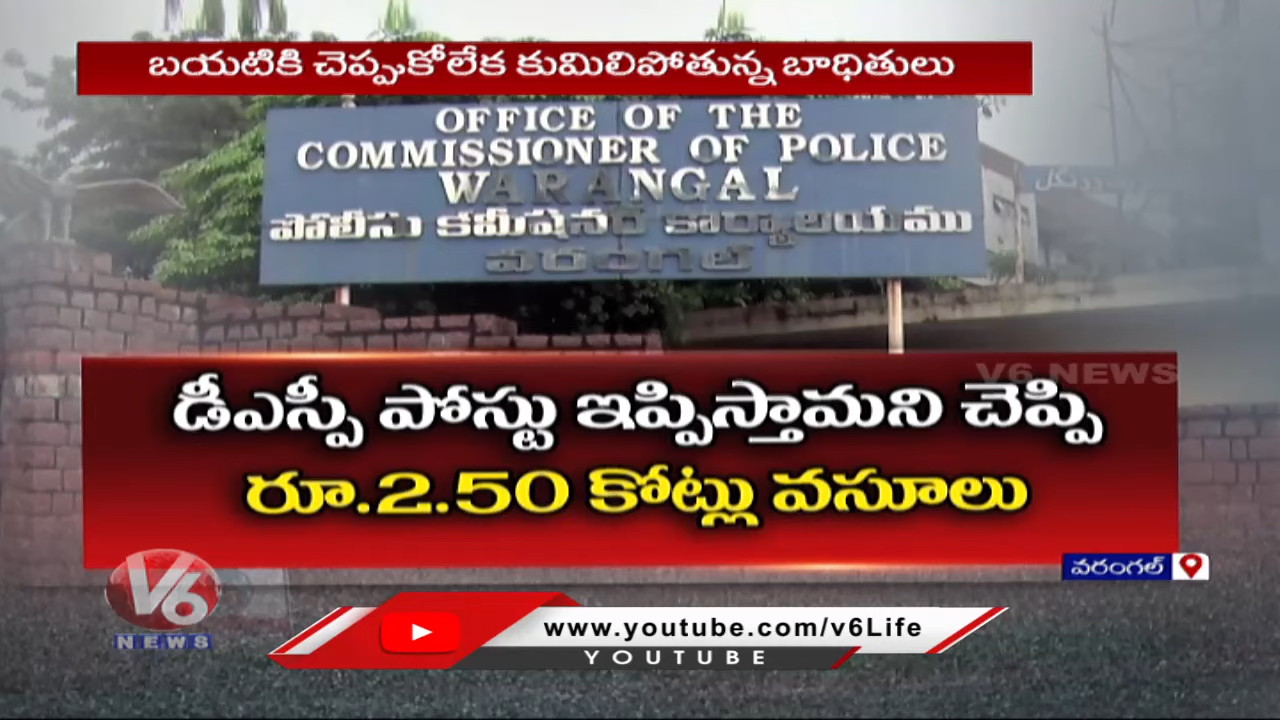 బయటికి చెప్పుకోలేక కుమిలిపోతున్న బాధితులు
OFFICE OF THE
COMMISSIONER OF POLICE
WARANGAL
పోలీసు కమీషనర్ కార్యాలయము
వరంగల్
V6 NEWS
డీఎస్పీ పోస్టు ఇప్పిస్తామని చెప్పి
రూ.2.50 కోట్లు వసూలు
వరంగల్
V6
NEWS
www.youtube.com/v6Life
YOUTUBE